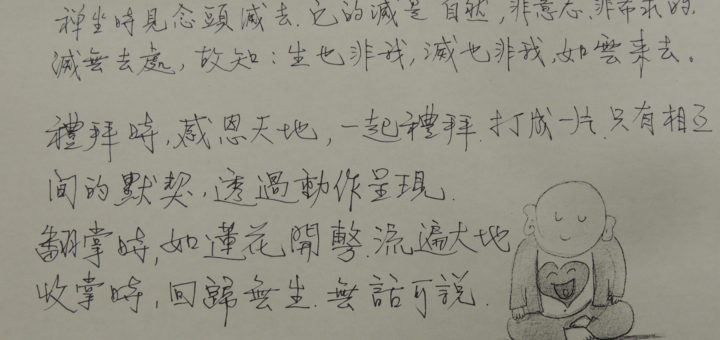 禪坐時見念頭滅去.它的滅是自然,非意志.非希求的.
滅無去處,故知:生也非我,滅也非我,如雲来去。
禮拜時,感恩天地,一起禮拜.打成一片.只有相互
間的默契.透過動作呈現.
翻掌時,如蓮花開擊.流遍大地
收掌時,回歸無生.無話可說.